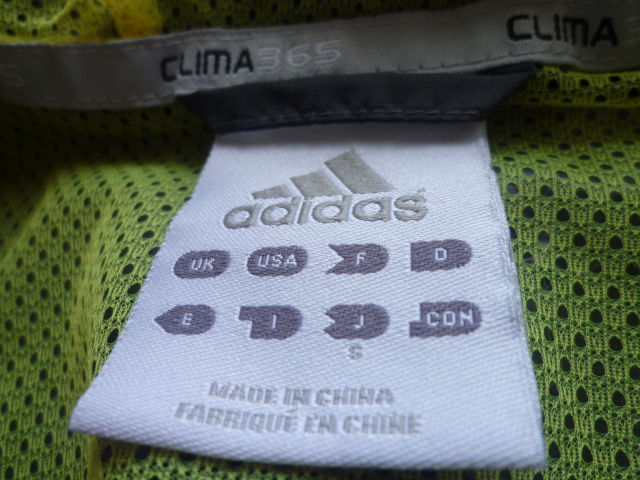 CLIMA365
CLIMA
adidas
UK USA F D
E I J CDN
S
MADE IN CHINA
FABRIQUÉ EN CHINE